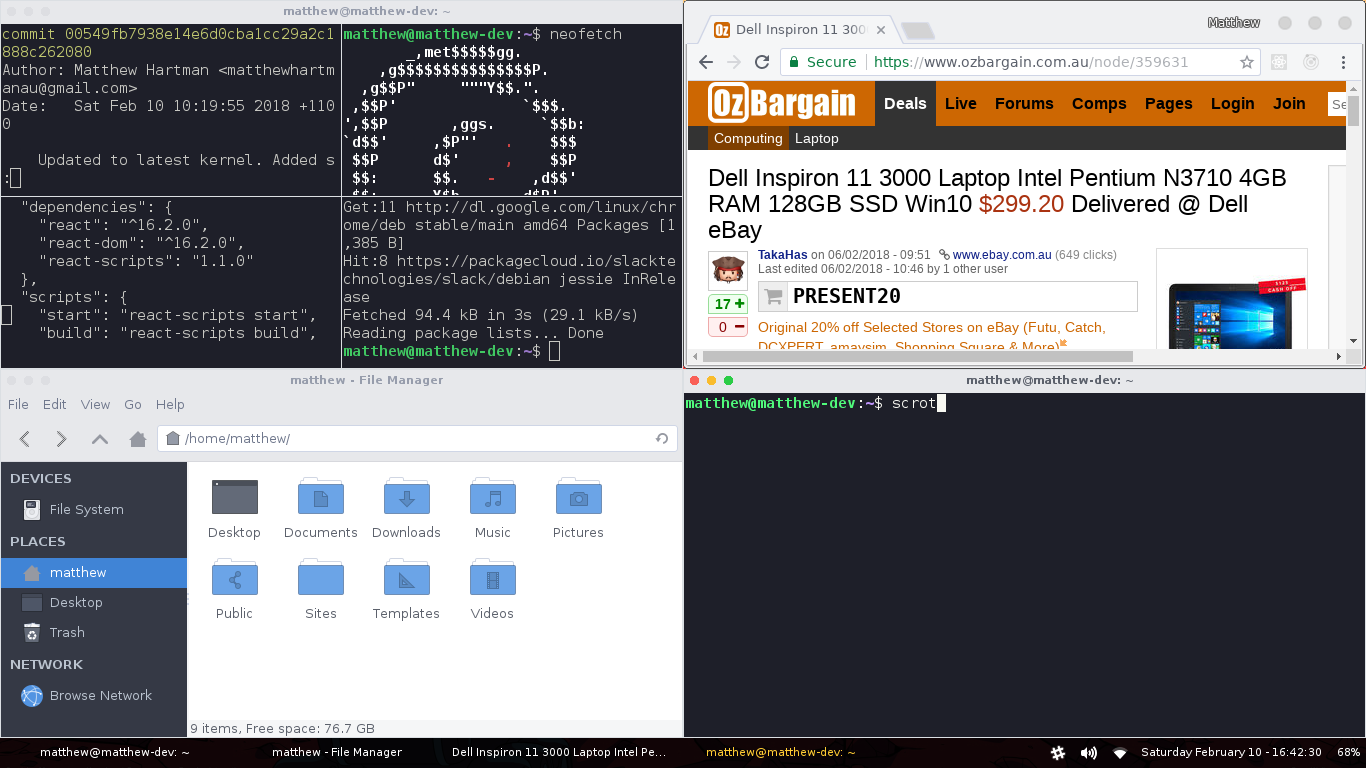 matthew@matthew-dev: ~
commit 00549fb7938e14e6d0cba1cc29a2c1
888c262080
Author: Matthew Hartman <matthewhartm
anau@gmail.com>
Date:   Sat Feb 10 10:19:55 2018 +110
0
    Updated to latest kernel. Added s
:
matthew@matthew-dev:~$ neofetch
       _,met$$$$$gg.
    ,g$$$$$$$$$$$$$$$P.
  ,g$$P"     """Y$$.".
 ,$$P'              `$$$.
',$$P       ,ggs.     `$$b:
`d$$'     ,$P"'   .    $$$
 $$P      d$'     ,    $$P
 $$:      $$.   -    ,d$$'
"dependencies": {
    "react": "^16.2.0",
    "react-dom": "^16.2.0",
    "react-scripts": "1.1.0"
  },
  "scripts": {
    "start": "react-scripts start",
    "build": "react-scripts build",
Get:11 http://dl.google.com/linux/chr
ome/deb stable/main amd64 Packages [1
,385 B]
Hit:8 https://packagecloud.io/slackte
chnologies/slack/debian jessie InRele
ase
Fetched 94.4 kB in 3s (29.1 kB/s)
Reading package lists... Done
matthew@matthew-dev:~$
Matthew
Dell Inspiron 11 300
Secure https://www.ozbargain.com.au/node/359631
OzBargain Deals Live Forums Comps Pages Login Join Se
Computing Laptop
Dell Inspiron 11 3000 Laptop Intel Pentium N3710 4GB
RAM 128GB SSD Win10 $299.20 Delivered @ Dell
eBay
TakaHas on 06/02/2018 - 09:51 www.ebay.com.au (649 clicks)
Last edited 06/02/2018 - 10:46 by 1 other user
PRESENT20
17 +
0 −
Original 20% off Selected Stores on eBay (Futu, Catch,
DCXPERT, amaysim, Shopping Square & More)
$125
CASH OFF
matthew - File Manager
File Edit View Go Help
/home/matthew/
DEVICES
File System
PLACES
matthew
Desktop
Trash
NETWORK
Browse Network
Desktop Documents Downloads Music Pictures
Public Sites Templates Videos
9 items, Free space: 76.7 GB
matthew@matthew-dev: ~
matthew@matthew-dev:~$ scrot
matthew@matthew-dev: ~ matthew - File Manager Dell Inspiron 11 3000 Laptop Intel Pe... matthew@matthew-dev: ~ Saturday February 10 - 16:42:30 68%